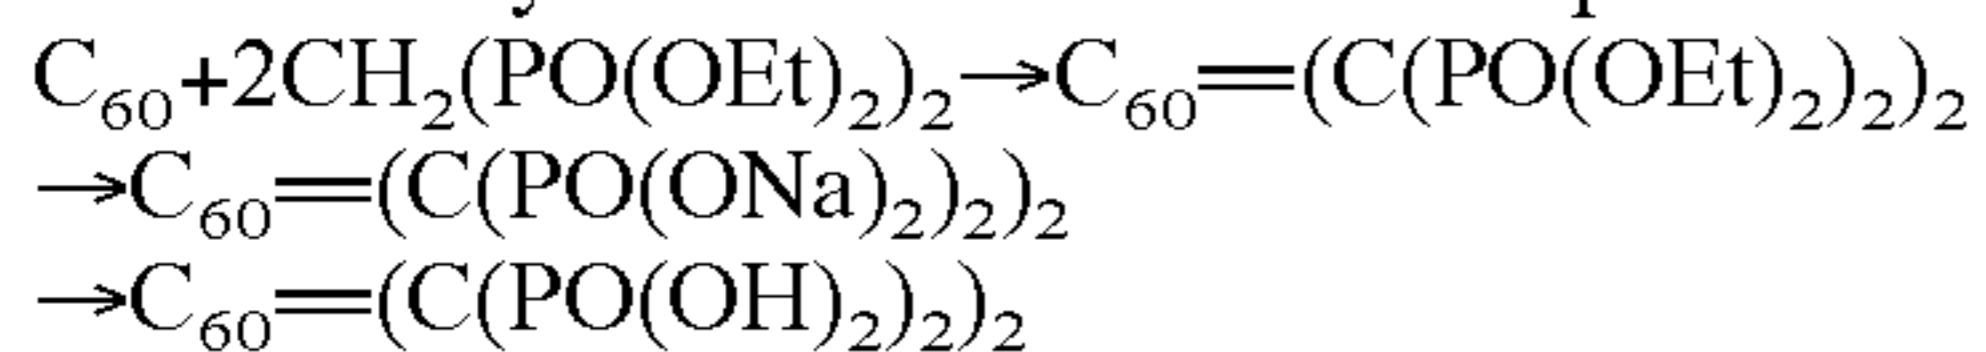 C₆₀+2CH₂(PO(OEt)₂)₂→C₆₀═(C(PO(OEt)₂)₂)₂
→C₆₀═(C(PO(ONa)₂)₂)₂
→C₆₀═(C(PO(OH)₂)₂)₂